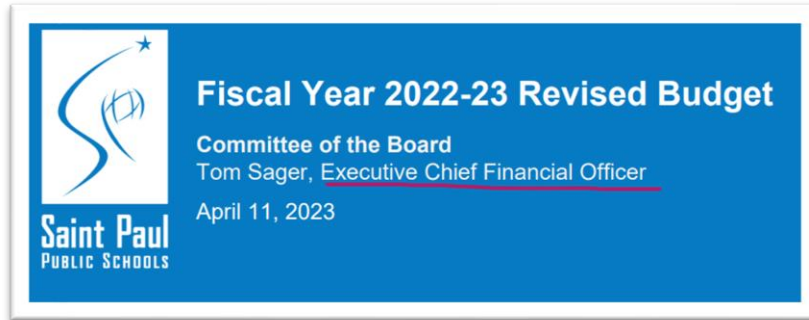 Fiscal Year 2022-23 Revised Budget
Committee of the Board
Tom Sager, Executive Chief Financial Officer
April 11, 2023
Saint Paul
PUBLIC SCHOOLS